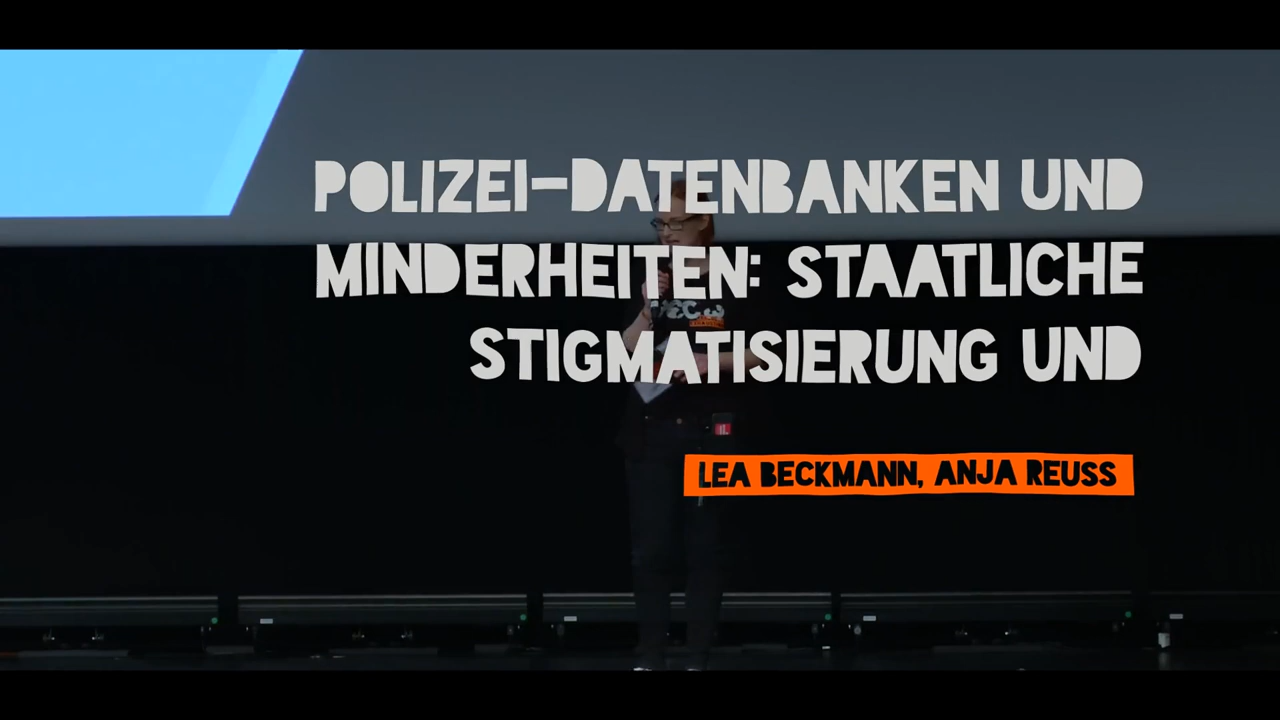 POLIZEI-DATENBANKEN UND
MINDERHEITEN: STAATLICHE
STIGMATISIERUNG UND
LEA BECKMANN, ANJA REUSS